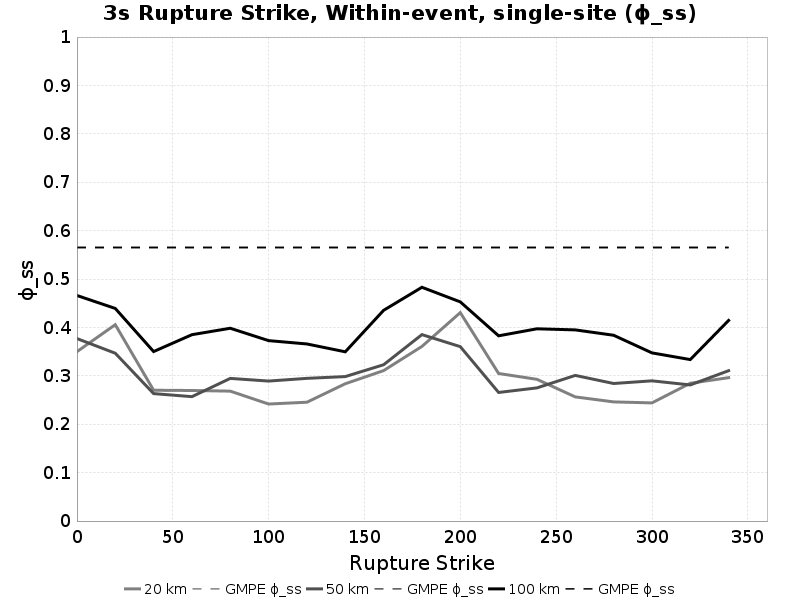 3s Rupture Strike, Within-event, single-site (ϕ_ss)
1
0.9
0.8
0.7
0.6
0.5
0.4
0.3
0.2
0.1
0
ϕ_ss
0 50 100 150 200 250 300 350
Rupture Strike
20 km GMPE ϕ_ss 50 km GMPE ϕ_ss 100 km GMPE ϕ_ss